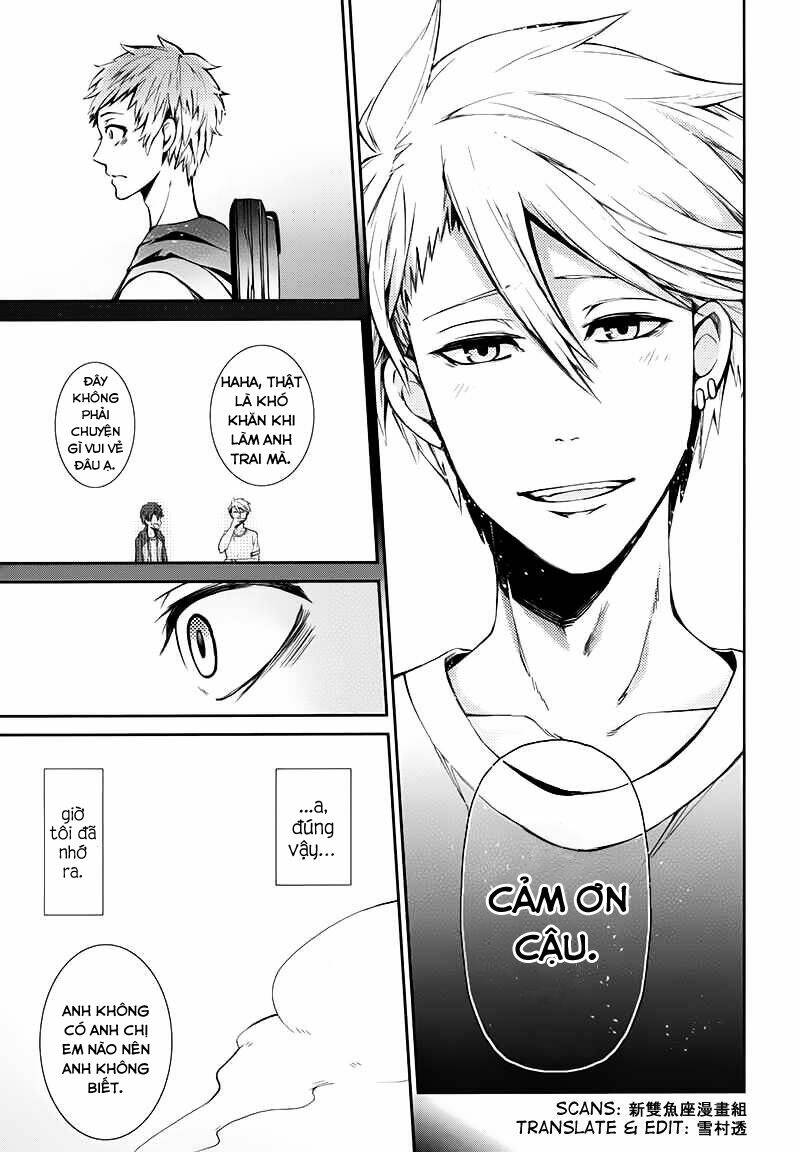 CẢM ƠN
CẬU.
HAHA, THẬT
LÀ KHÓ
KHĂN KHI
LÀM ANH
TRAI MÀ.
ĐÂY
KHÔNG
PHẢI
CHUYỆN
GÌ VUI VẺ
ĐÂU Ạ.
...a,
đúng
vậy...
giờ
tôi đã
nhớ
ra.
ANH KHÔNG
CÓ ANH CHỊ
EM NÀO NÊN
ANH KHÔNG
BIẾT.
SCANS: 新雙魚座漫畫組
TRANSLATE & EDIT: 雪村透